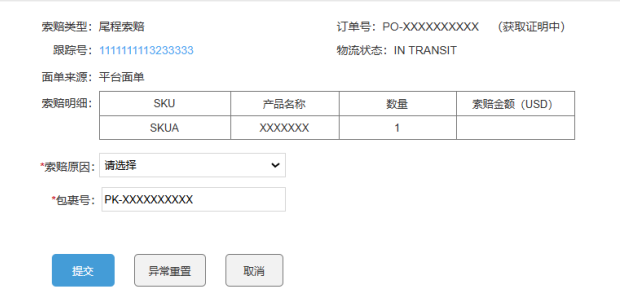 索赔类型：尾程索赔 订单号：PO-XXXXXXXXXX （获取证明中）
跟踪号：1111111113233333 物流状态：IN TRANSIT
面单来源：平台面单
索赔明细： SKU 产品名称 数量 索赔金额（USD）
SKUA XXXXXXX 1
*索赔原因： 请选择
*包裹号： PK-XXXXXXXXXX
提交 异常重置 取消